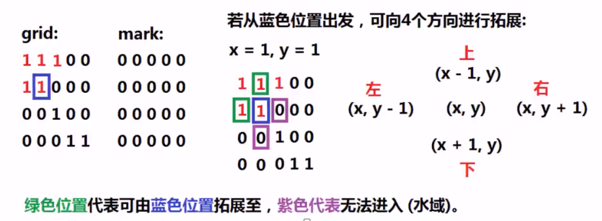 grid:
mark:
若从蓝色位置出发，可向4个方向进行拓展:
1 1 1 0 0
0 0 0 0 0
x = 1, y = 1
上
1 1 0 0 0
0 0 0 0 0
1 1 1 0 0
左
(x - 1, y)
右
0 0 1 0 0
0 0 0 0 0
1 1 0 0 0
(x, y - 1)
(x, y)
(x, y + 1)
0 0 0 1 1
0 0 0 0 0
0 0 1 0 0
(x + 1, y)
0 0 0 1 1
下
绿色位置代表可由蓝色位置拓展至，紫色代表无法进入 (水域)。